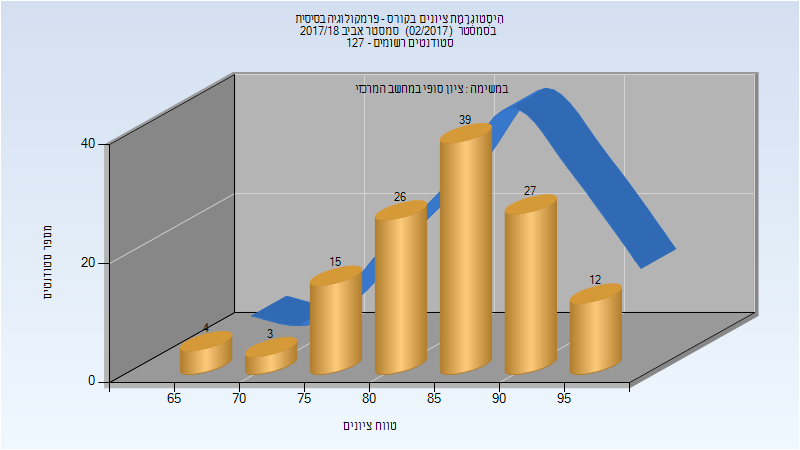 היסטוגרמת ציונים בקורס - פרמקולוגיה בסיסית
בסמסטר (02/2017) סמסטר אביב 2017/18
סטודנטים רשומים - 127
במשימה : ציון סופי במחשב המרכזי
מספר סטודנטים
40
20
0
4
3
15
26
39
27
12
65 70 75 80 85 90 95
טווח ציונים